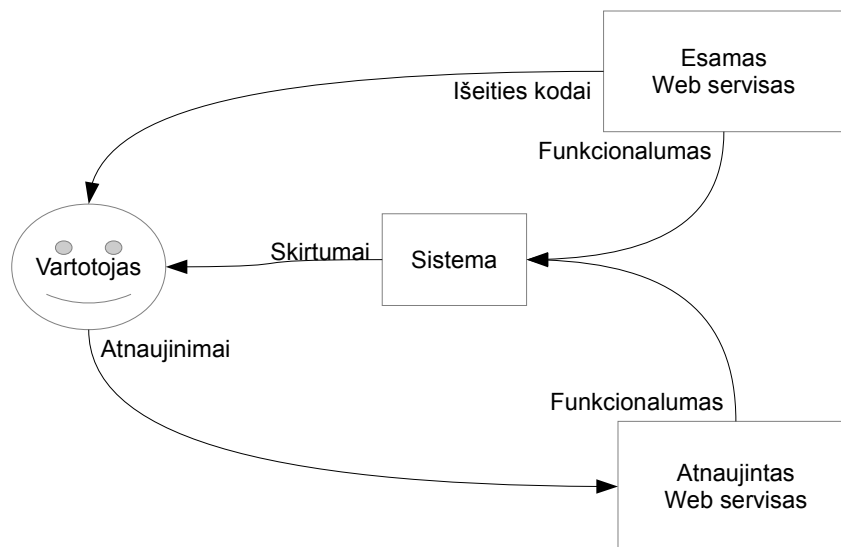 Esamas
Web servisas
Išeities kodai
Funkcionalumas
Skirtumai
Sistema
Vartotojas
Atnaujinimai
Funkcionalumas
Atnaujintas
Web servisas